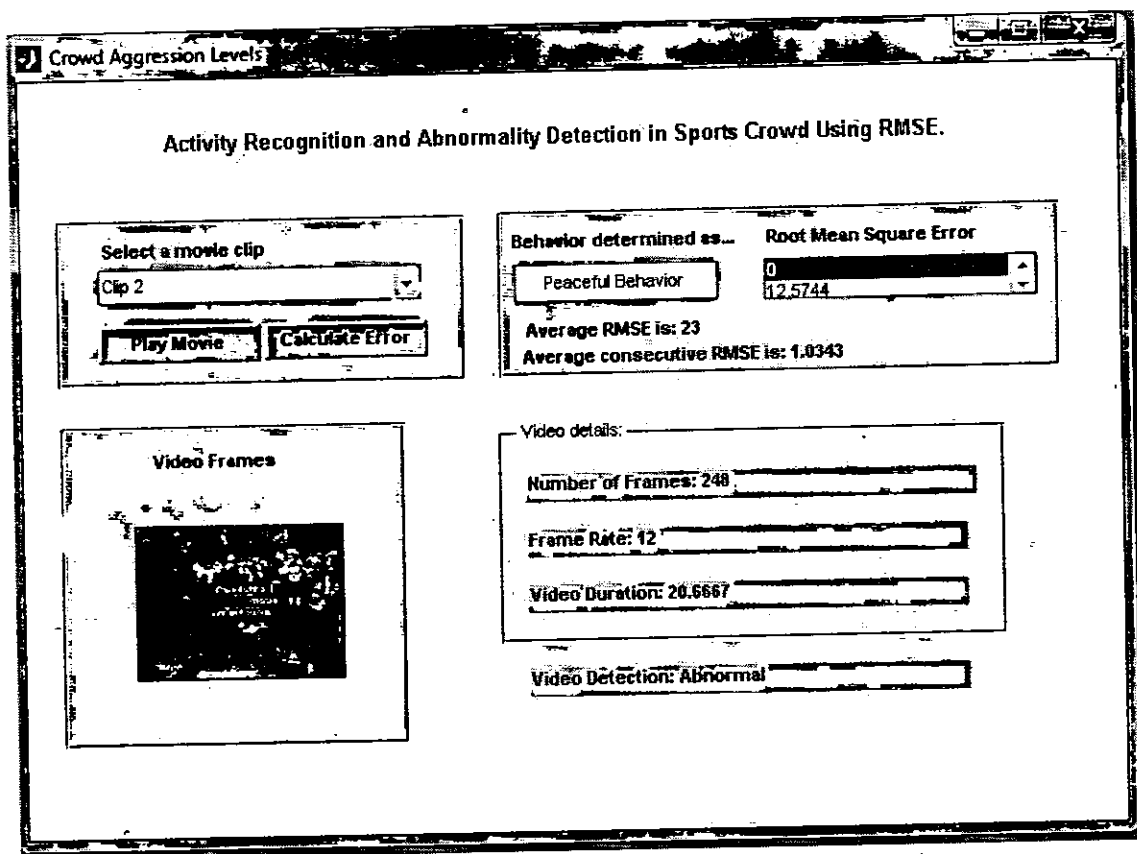 Crowd Aggression Levels
Activity Recognition and Abnormality Detection in Sports Crowd Using RMSE.
Select a movie clip
Clip 2
Play Movie
Calculate Error
Behavior determined as...
Root Mean Square Error
Peaceful Behavior
0
12.5744
Average RMSE is: 23
Average consecutive RMSE is: 1.0343
Video Frames
Video details:
Number of Frames: 248
Frame Rate: 12
Video Duration: 20.6667
Video Detection: Abnormal